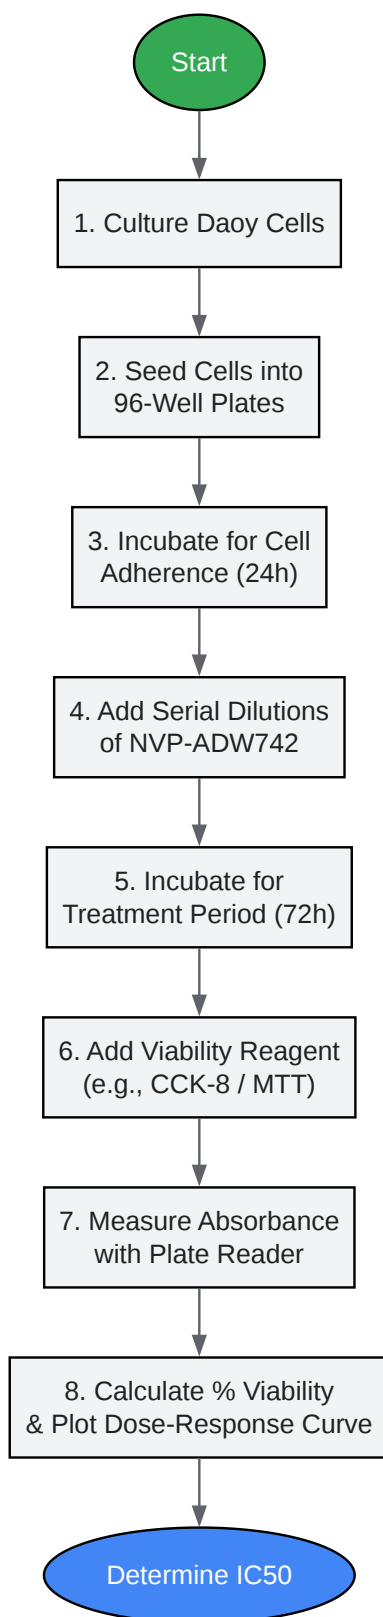 Start
1. Culture Daoy Cells
2. Seed Cells into
96-Well Plates
3. Incubate for Cell
Adherence (24h)
4. Add Serial Dilutions
of NVP-ADW742
5. Incubate for
Treatment Period (72h)
6. Add Viability Reagent
(e.g., CCK-8 / MTT)
7. Measure Absorbance
with Plate Reader
8. Calculate % Viability
& Plot Dose-Response Curve
Determine IC50